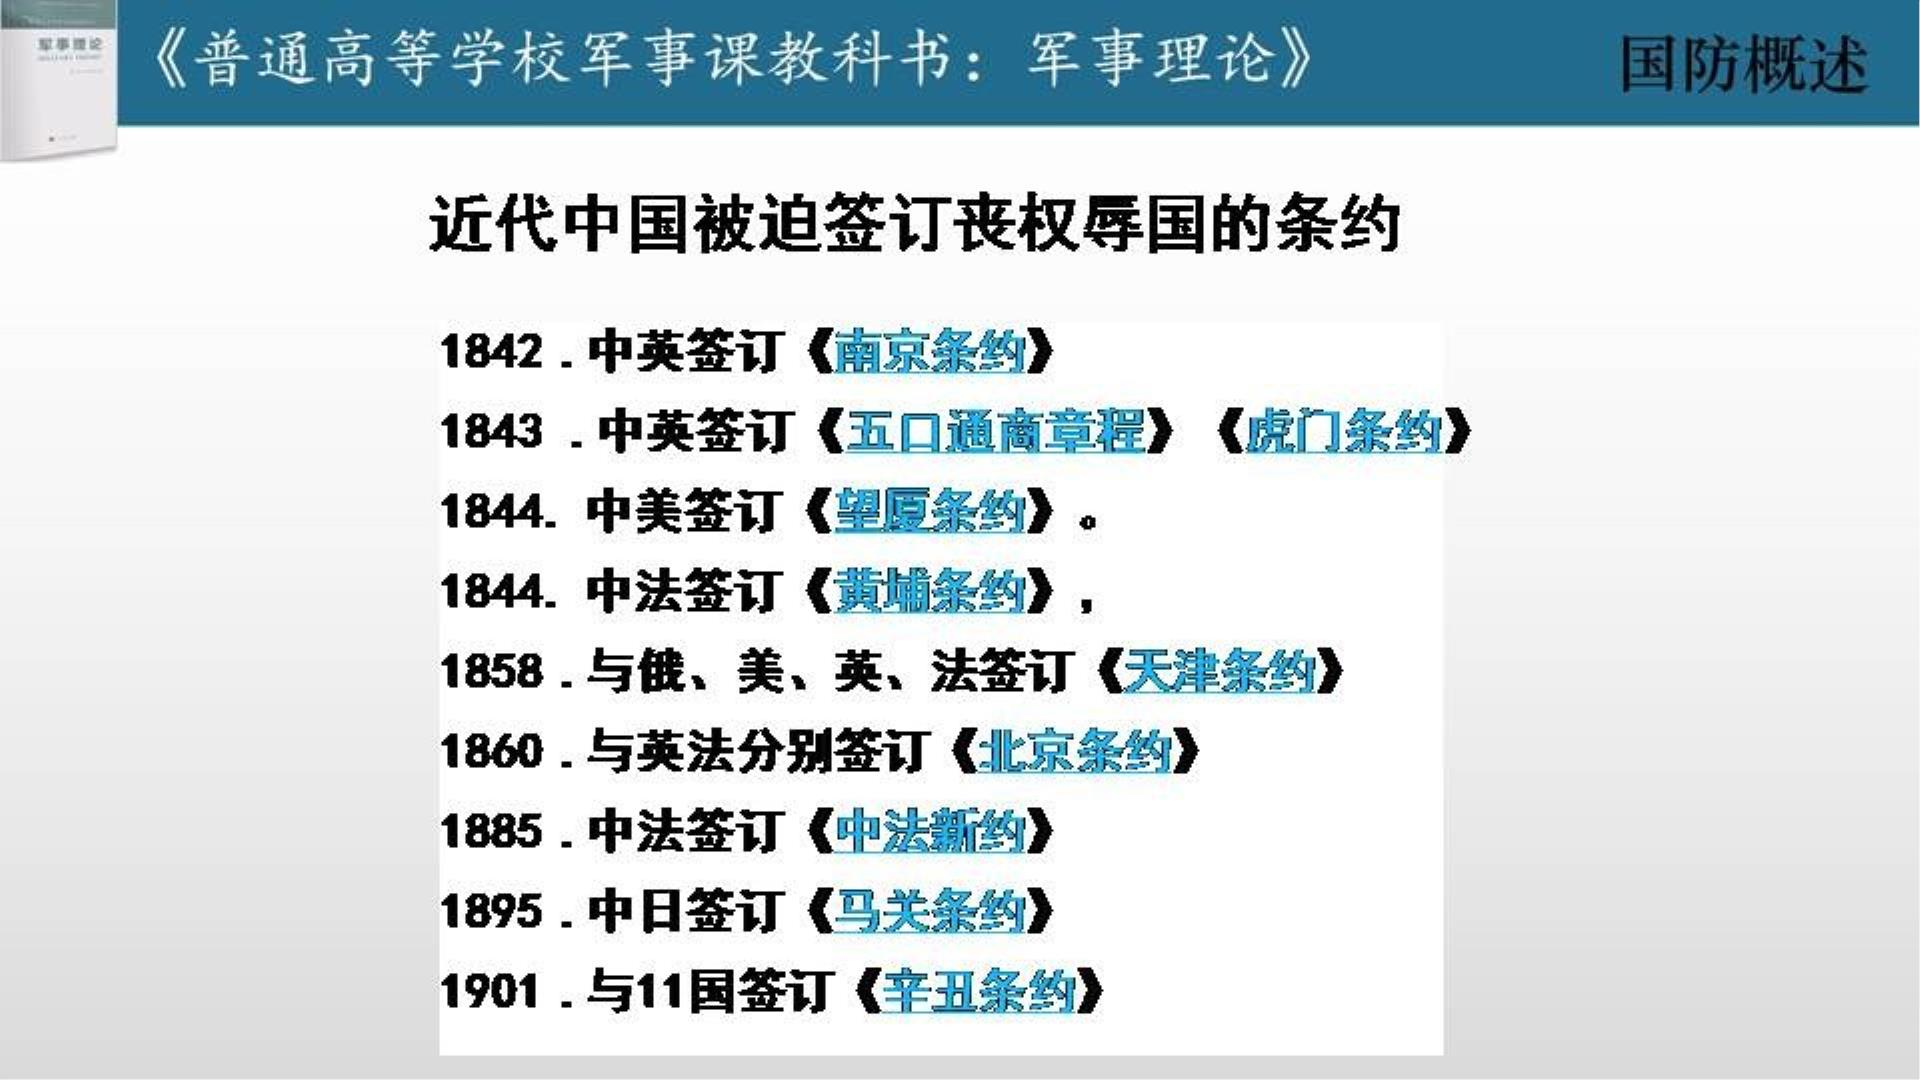 军事理论
《普通高等学校军事课教科书：军事理论》
国防概述
近代中国被迫签订丧权辱国的条约
1842 . 中英签订《南京条约》
1843 . 中英签订《五口通商章程》《虎门条约》
1844. 中美签订《望厦条约》。
1844. 中法签订《黄埔条约》，
1858 . 与俄、美、英、法签订《天津条约》
1860 . 与英法分别签订《北京条约》
1885 . 中法签订《中法新约》
1895 . 中日签订《马关条约》
1901 . 与11国签订《辛丑条约》